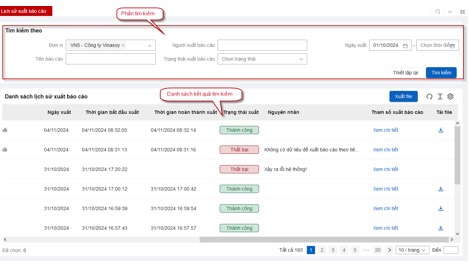 Lịch sử xuất báo cáo
Phần tìm kiếm
Tìm kiếm theo
Đơn vị VNS - Công ty Vinasoy Người xuất báo cáo Ngày xuất 01/10/2024 - Chọn thời điểm
Tên báo cáo Trạng thái xuất báo cáo Chọn trạng thái
Thiết lập lại Tìm kiếm
Danh sách kết quả tìm kiếm
Danh sách lịch sử xuất báo cáo Xuất file
Ngày xuất Thời gian bắt đầu xuất Thời gian hoàn thành xuất Trạng thái xuất Nguyên nhân Tham số xuất báo cáo Tải file
04/11/2024 04/11/2024 08:32:05 04/11/2024 08:32:14 Thành công Xem chi tiết
04/11/2024 04/11/2024 08:31:13 04/11/2024 08:31:16 Thất bại Không có dữ liệu để xuất báo cáo theo tiê... Xem chi tiết
31/10/2024 31/10/2024 17:20:22 Thất bại Xảy ra lỗi hệ thống! Xem chi tiết
31/10/2024 31/10/2024 17:00:12 31/10/2024 17:00:42 Thành công Xem chi tiết
31/10/2024 31/10/2024 16:59:39 31/10/2024 16:59:54 Thành công Xem chi tiết
31/10/2024 31/10/2024 16:57:43 31/10/2024 16:57:57 Thành công Xem chi tiết
Đã chọn: 0 Tất cả 193 1 2 3 4 5 ... 20 10 / trang Đến